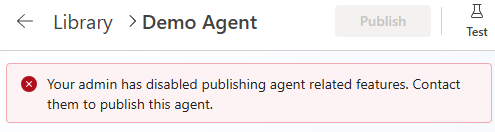 Library > Demo Agent
Publish
Test
Your admin has disabled publishing agent related features. Contact
them to publish this agent.